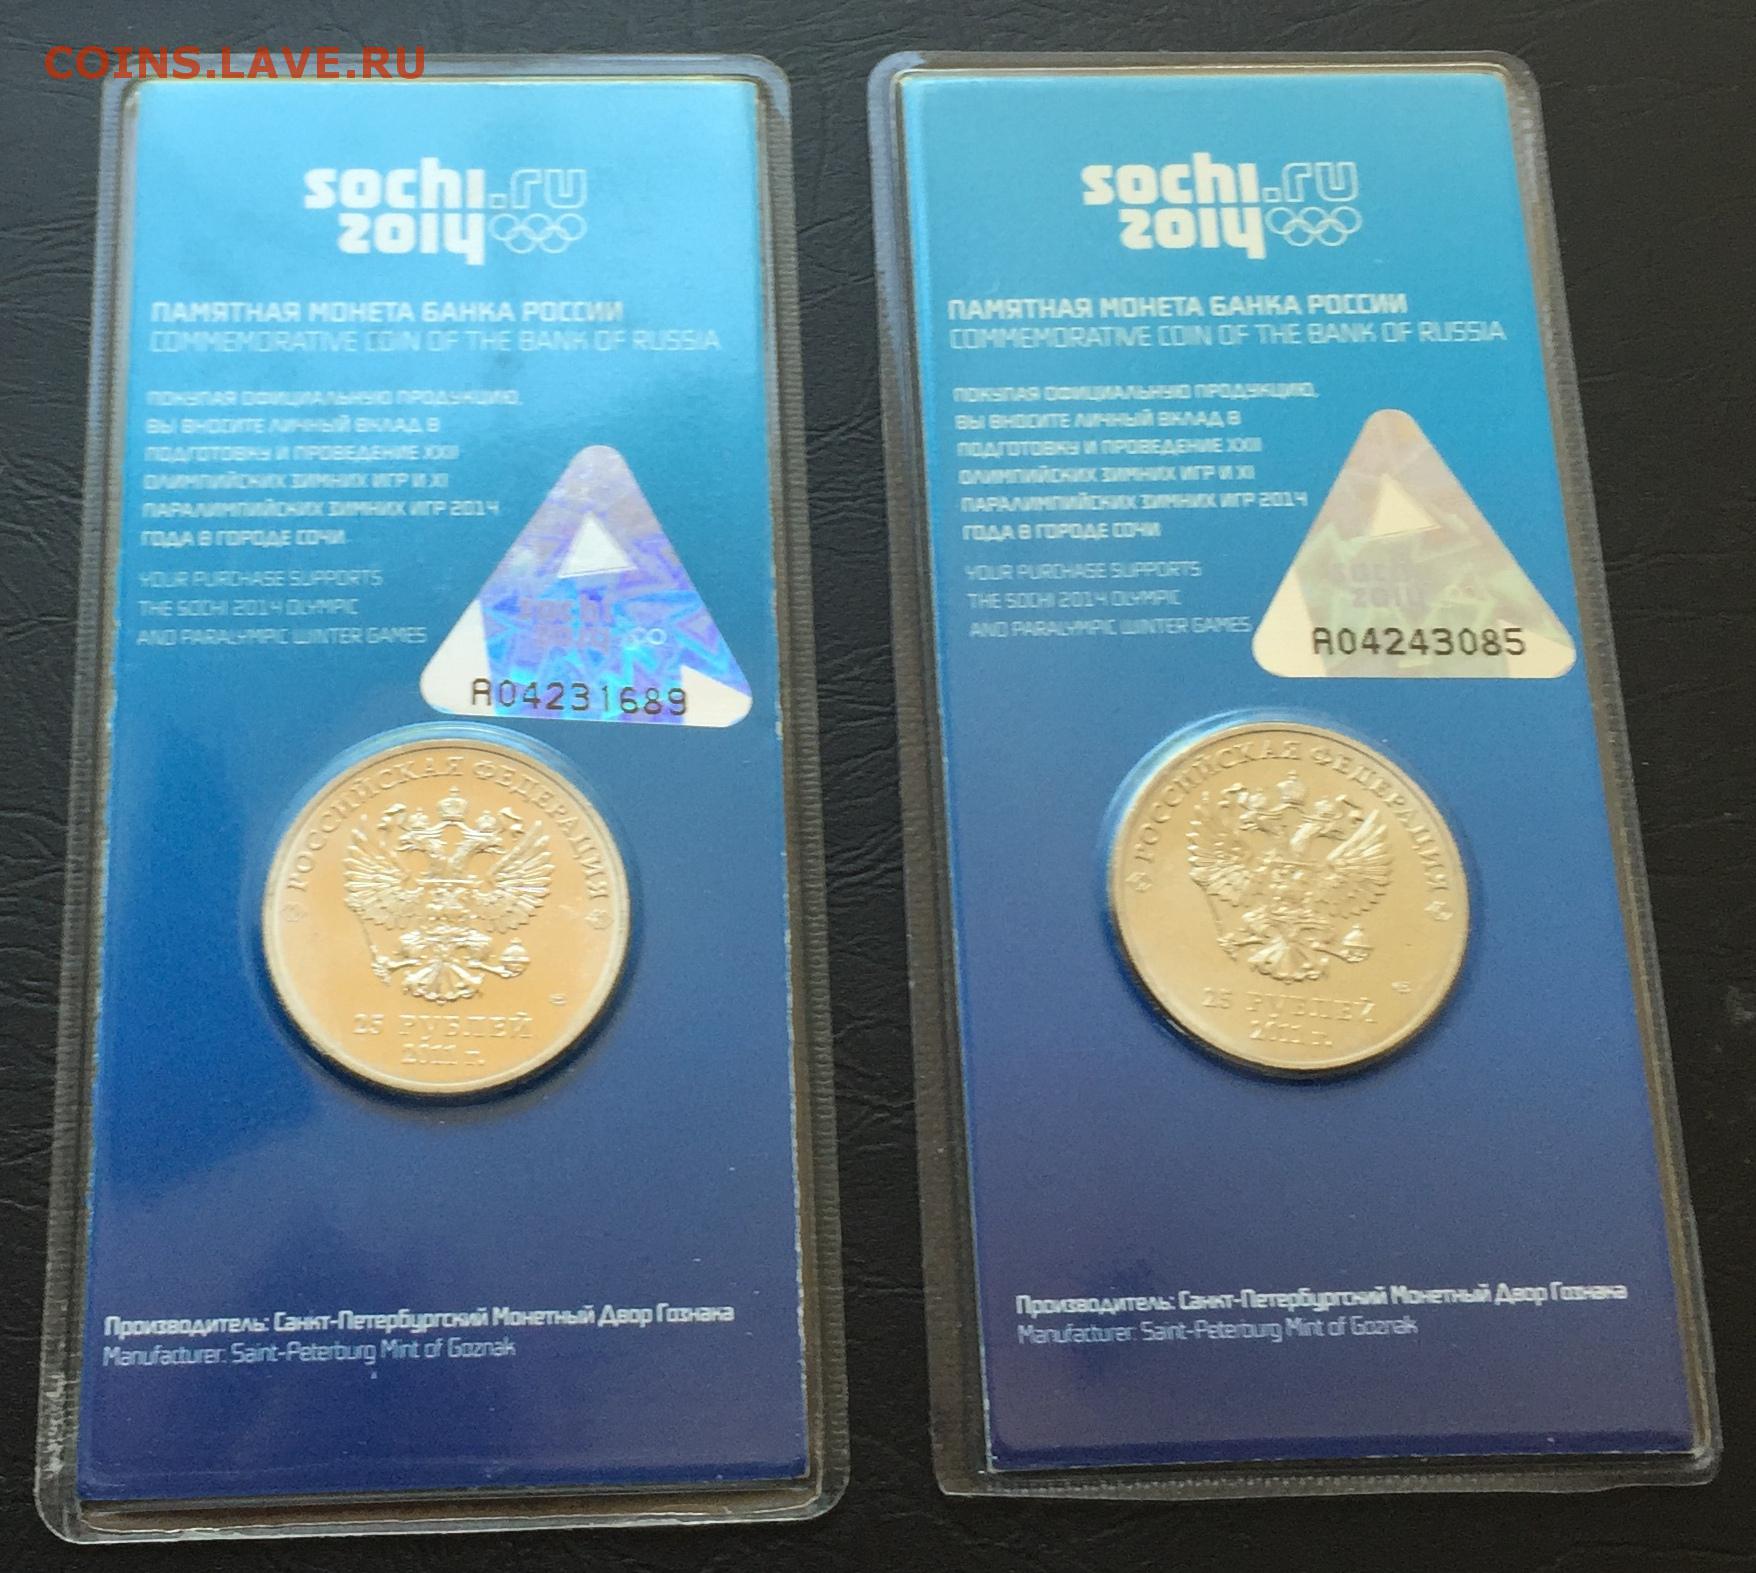 COINS.LAVE.RU
sochi.ru
2014
ПАМЯТНАЯ МОНЕТА БАНКА РОССИИ
COMMEMORATIVE COIN OF THE BANK OF RUSSIA
ПОКУПАЯ ОФИЦИАЛЬНУЮ ПРОДУКЦИЮ,
ВЫ ВНОСИТЕ ЛИЧНЫЙ ВКЛАД В
ПОДГОТОВКУ И ПРОВЕДЕНИЕ XXII
ОЛИМПИЙСКИХ ЗИМНИХ ИГР И XI
ПАРАЛИМПИЙСКИХ ЗИМНИХ ИГР 2014
ГОДА В ГОРОДЕ СОЧИ.
YOUR PURCHASE SUPPORTS
THE SOCHI 2014 OLYMPIC
AND PARALYMPIC WINTER GAMES
sochi
2014
A04231689
РОССИЙСКАЯ ФЕДЕРАЦИЯ
25 РУБЛЕЙ
2011 г.
Производитель: Санкт-Петербургский Монетный Двор Гознака
Manufacturer: Saint-Peterburg Mint of Goznak
sochi.ru
2014
ПАМЯТНАЯ МОНЕТА БАНКА РОССИИ
COMMEMORATIVE COIN OF THE BANK OF RUSSIA
ПОКУПАЯ ОФИЦИАЛЬНУЮ ПРОДУКЦИЮ,
ВЫ ВНОСИТЕ ЛИЧНЫЙ ВКЛАД В
ПОДГОТОВКУ И ПРОВЕДЕНИЕ XXII
ОЛИМПИЙСКИХ ЗИМНИХ ИГР И XI
ПАРАЛИМПИЙСКИХ ЗИМНИХ ИГР 2014
ГОДА В ГОРОДЕ СОЧИ
YOUR PURCHASE SUPPORTS
THE SOCHI 2014 OLYMPIC
AND PARALYMPIC WINTER GAMES
sochi
2014
A04243085
РОССИЙСКАЯ ФЕДЕРАЦИЯ
25 РУБЛЕЙ
2011 г.
Производитель: Санкт-Петербургский Монетный Двор Гознака
Manufacturer: Saint-Peterburg Mint of Goznak